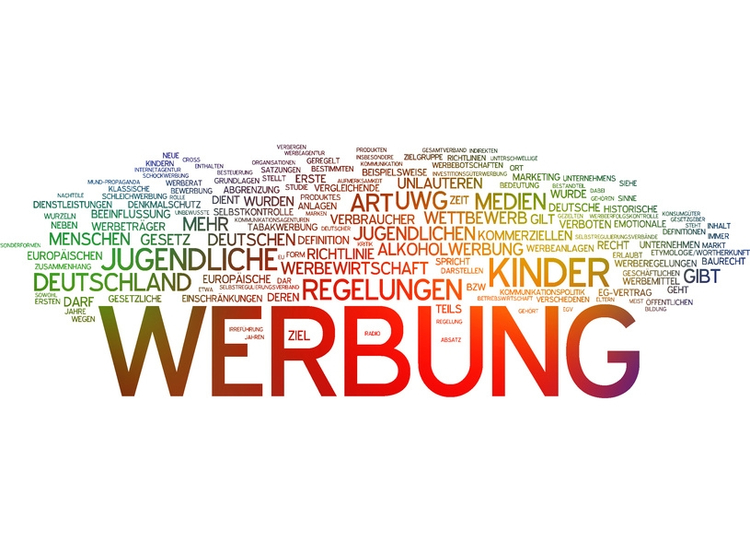 VERBERGEN
WERBEAGENTUR
PRODUKTEN
GESAMTVERBAND INDIREKTEN
NEUE
CROSS
KINDERN
ENTHALTEN
ORGANISATIONEN
GEREGELT
INSBESONDERE
ZIELGRUPPE RICHTLINIEN
UNTERSCHWELLIGE
INTERNETAGENTUR
SCHOCKWERBUNG
BESTEUERUNG
SATZUNGEN
BESTIMMTEN
KOMMUNIKATION
WERBEBOTSCHAFTEN
ORT
MUND-PROPAGANDA
WERBERAT
GRUNDLAGEN
STELLT
ERSTE
BEISPIELSWEISE
INVESTITIONSGÜTERWERBUNG
MARKETING
UNTERNEHMENS
KLASSISCHE
BEWERBUNG
ABGRENZUNG
STUDIE
AUFMERKSAMKEIT
VERGLEICHENDE
UNLAUTEREN
BEDEUTUNG
BESTANDTEIL
DABEI
SIEHE
NACHTOLE
SCHLEICHWERBUNG
RÖLLE
DIENT
WURDEN
PRODUKTES
ART
UWG
ZEIT
MEDIEN
WURDE
GEHÖREN
SINNE
DIENSTLEISTUNGEN
DENKMALSCHUTZ
ANLAGEN
DEUTSCHE
HISTORISCHE
WURZELN
BEEINFLUSSUNG
UNBEWUSSTE
SELBSTKONTROLLE
MARKEN
VERBRAUCHER
WETTBEWERB
GILT
GEZIELTEN
WERBEERFOLGSKONTROLLE
KONSUMGÜTER
GESETZGEBER
NEBEN
WERBETRÄGER
MEHR
KOMMUNIKATIONSAGENTUREN
TABAKWERBUNG
DEUTSCHER
JUGENDLICHEN
KOMMERZIELLEN
VERBOTEN
EMOTIONALE
STEHT
INHALT
MENSCHEN
GESETZ
DEUTSCHEN
DEFINITION
KRITIK
SELBSTREGULIERUNGSVERBÄNDE
DEFINITIONEN
IMMER
SONDERFORMEN
EUROPÄISCHEN
JUGENDLICHE
EU
FORM
RICHTLINIE
ALKOHOLWERBUNG
WERBEANLAGEN
RECHT
UNTERNEHMEN
MARKT
ERLAUBT
ETYMOLOGE/WORTHERKUNFT
ZUSAMMENHANG
WERBEWIRTSCHAFT
SPRICHT
DARSTELLEN
KINDER
WERBEREGELUNGEN
BAURECHT
DEUTSCHLAND
EUROPÄISCHE
DAR
GESCHÄFTLICHEN
WERBEMITTEL
GIBT
SOWOHL
ERSTEN
DARF
GESETZLICHE
ETWA
SELBSTREGULIERUNGSVERBAND
EINSCHRÄNKUNGEN
DEREN
REGELUNGEN
BZW
KOMMUNIKATIONSPOLITIK
BETRIEBSWIRTSCHAFT
VERSCHIEDENEN
EG-VERTRAG
ELTERN
MEIST
GEHT
ÖFFENTLICHEN
JAHRE
TEILS
GEHÖRT
EGV
BILDUNG
WEGEN
WERBUNG
IRREFÜHRUNG
JAHREN
ZIEL
RADIO
REGELUNG
ABSATZ